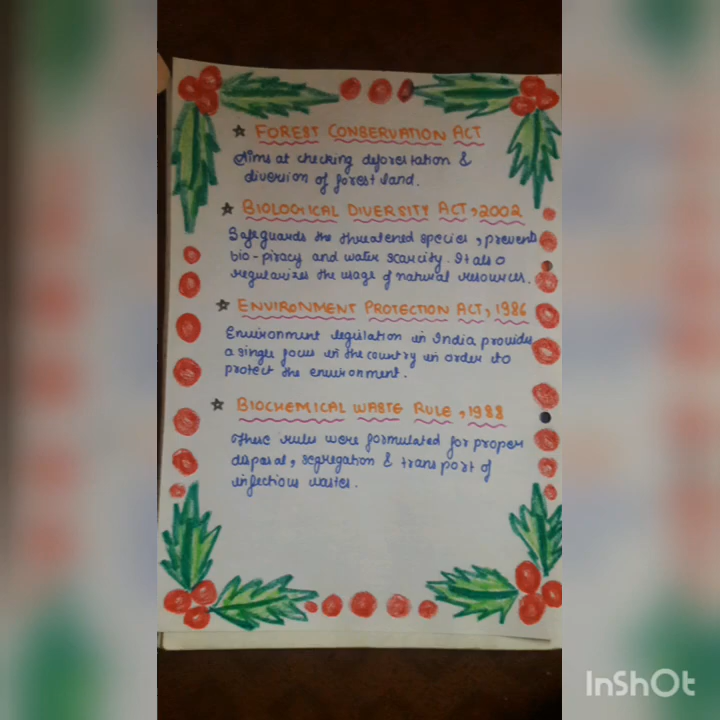 ☆ FOREST CONSERVATION ACT
Aims at checking deforestation &
diversion of forest land.
☆ BIOLOGICAL DIVERSITY ACT, 2002
Safeguards the threatened species, prevents
bio-piracy and water scarcity. It also
regularizes the usage of natural resources.
☆ ENVIRONMENT PROTECTION ACT, 1986
Environment legislation in India provides
a single focus in the country in order to
protect the environment.
☆ BIOCHEMICAL WASTE RULE, 1988
These rules were formulated for proper
disposal, segregation & transport of
infectious wastes.
InShOt